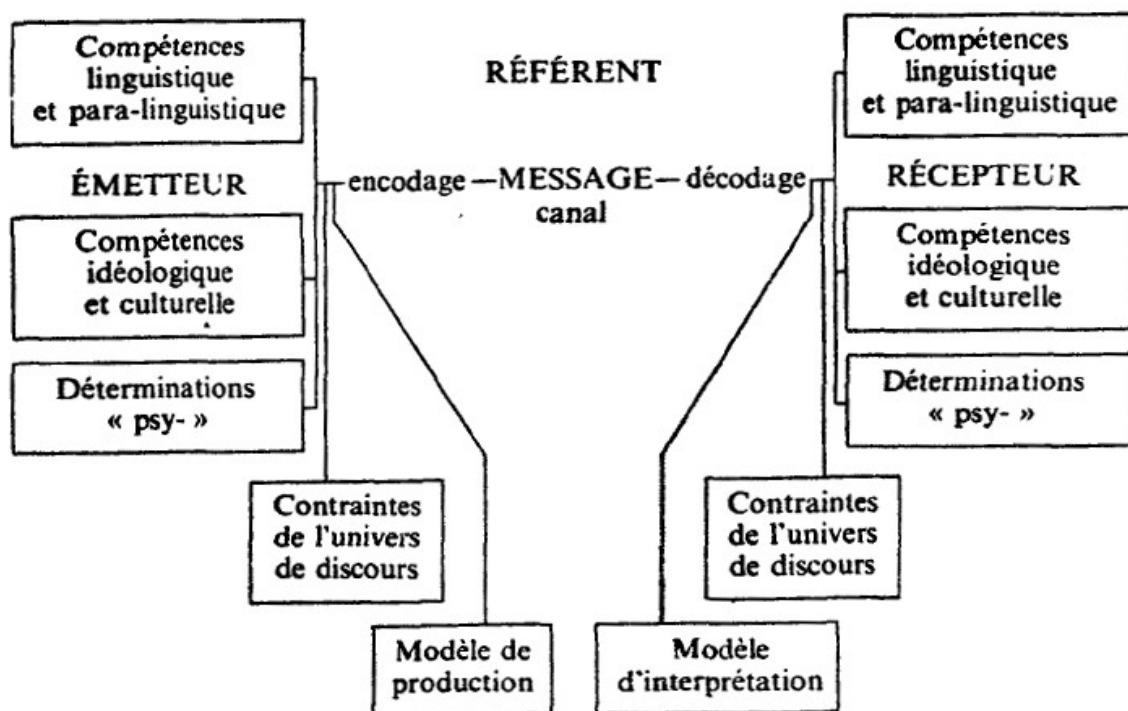 Compétences
linguistique
et para-linguistique
RÉFÉRENT
Compétences
linguistique
et para-linguistique
ÉMETTEUR
encodage — MESSAGE — décodage
canal
RÉCEPTEUR
Compétences
idéologique
et culturelle
Compétences
idéologique
et culturelle
Déterminations
« psy- »
Déterminations
« psy- »
Contraintes
de l'univers
de discours
Contraintes
de l'univers
de discours
Modèle de
production
Modèle
d'interprétation